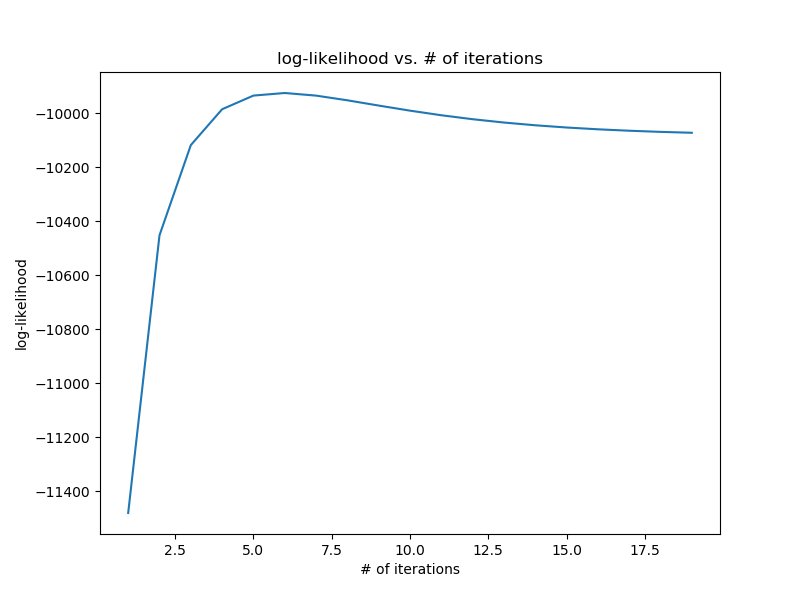 log-likelihood vs. # of iterations
log-likelihood
−10000
−10200
−10400
−10600
−10800
−11000
−11200
−11400
2.5 5.0 7.5 10.0 12.5 15.0 17.5
# of iterations